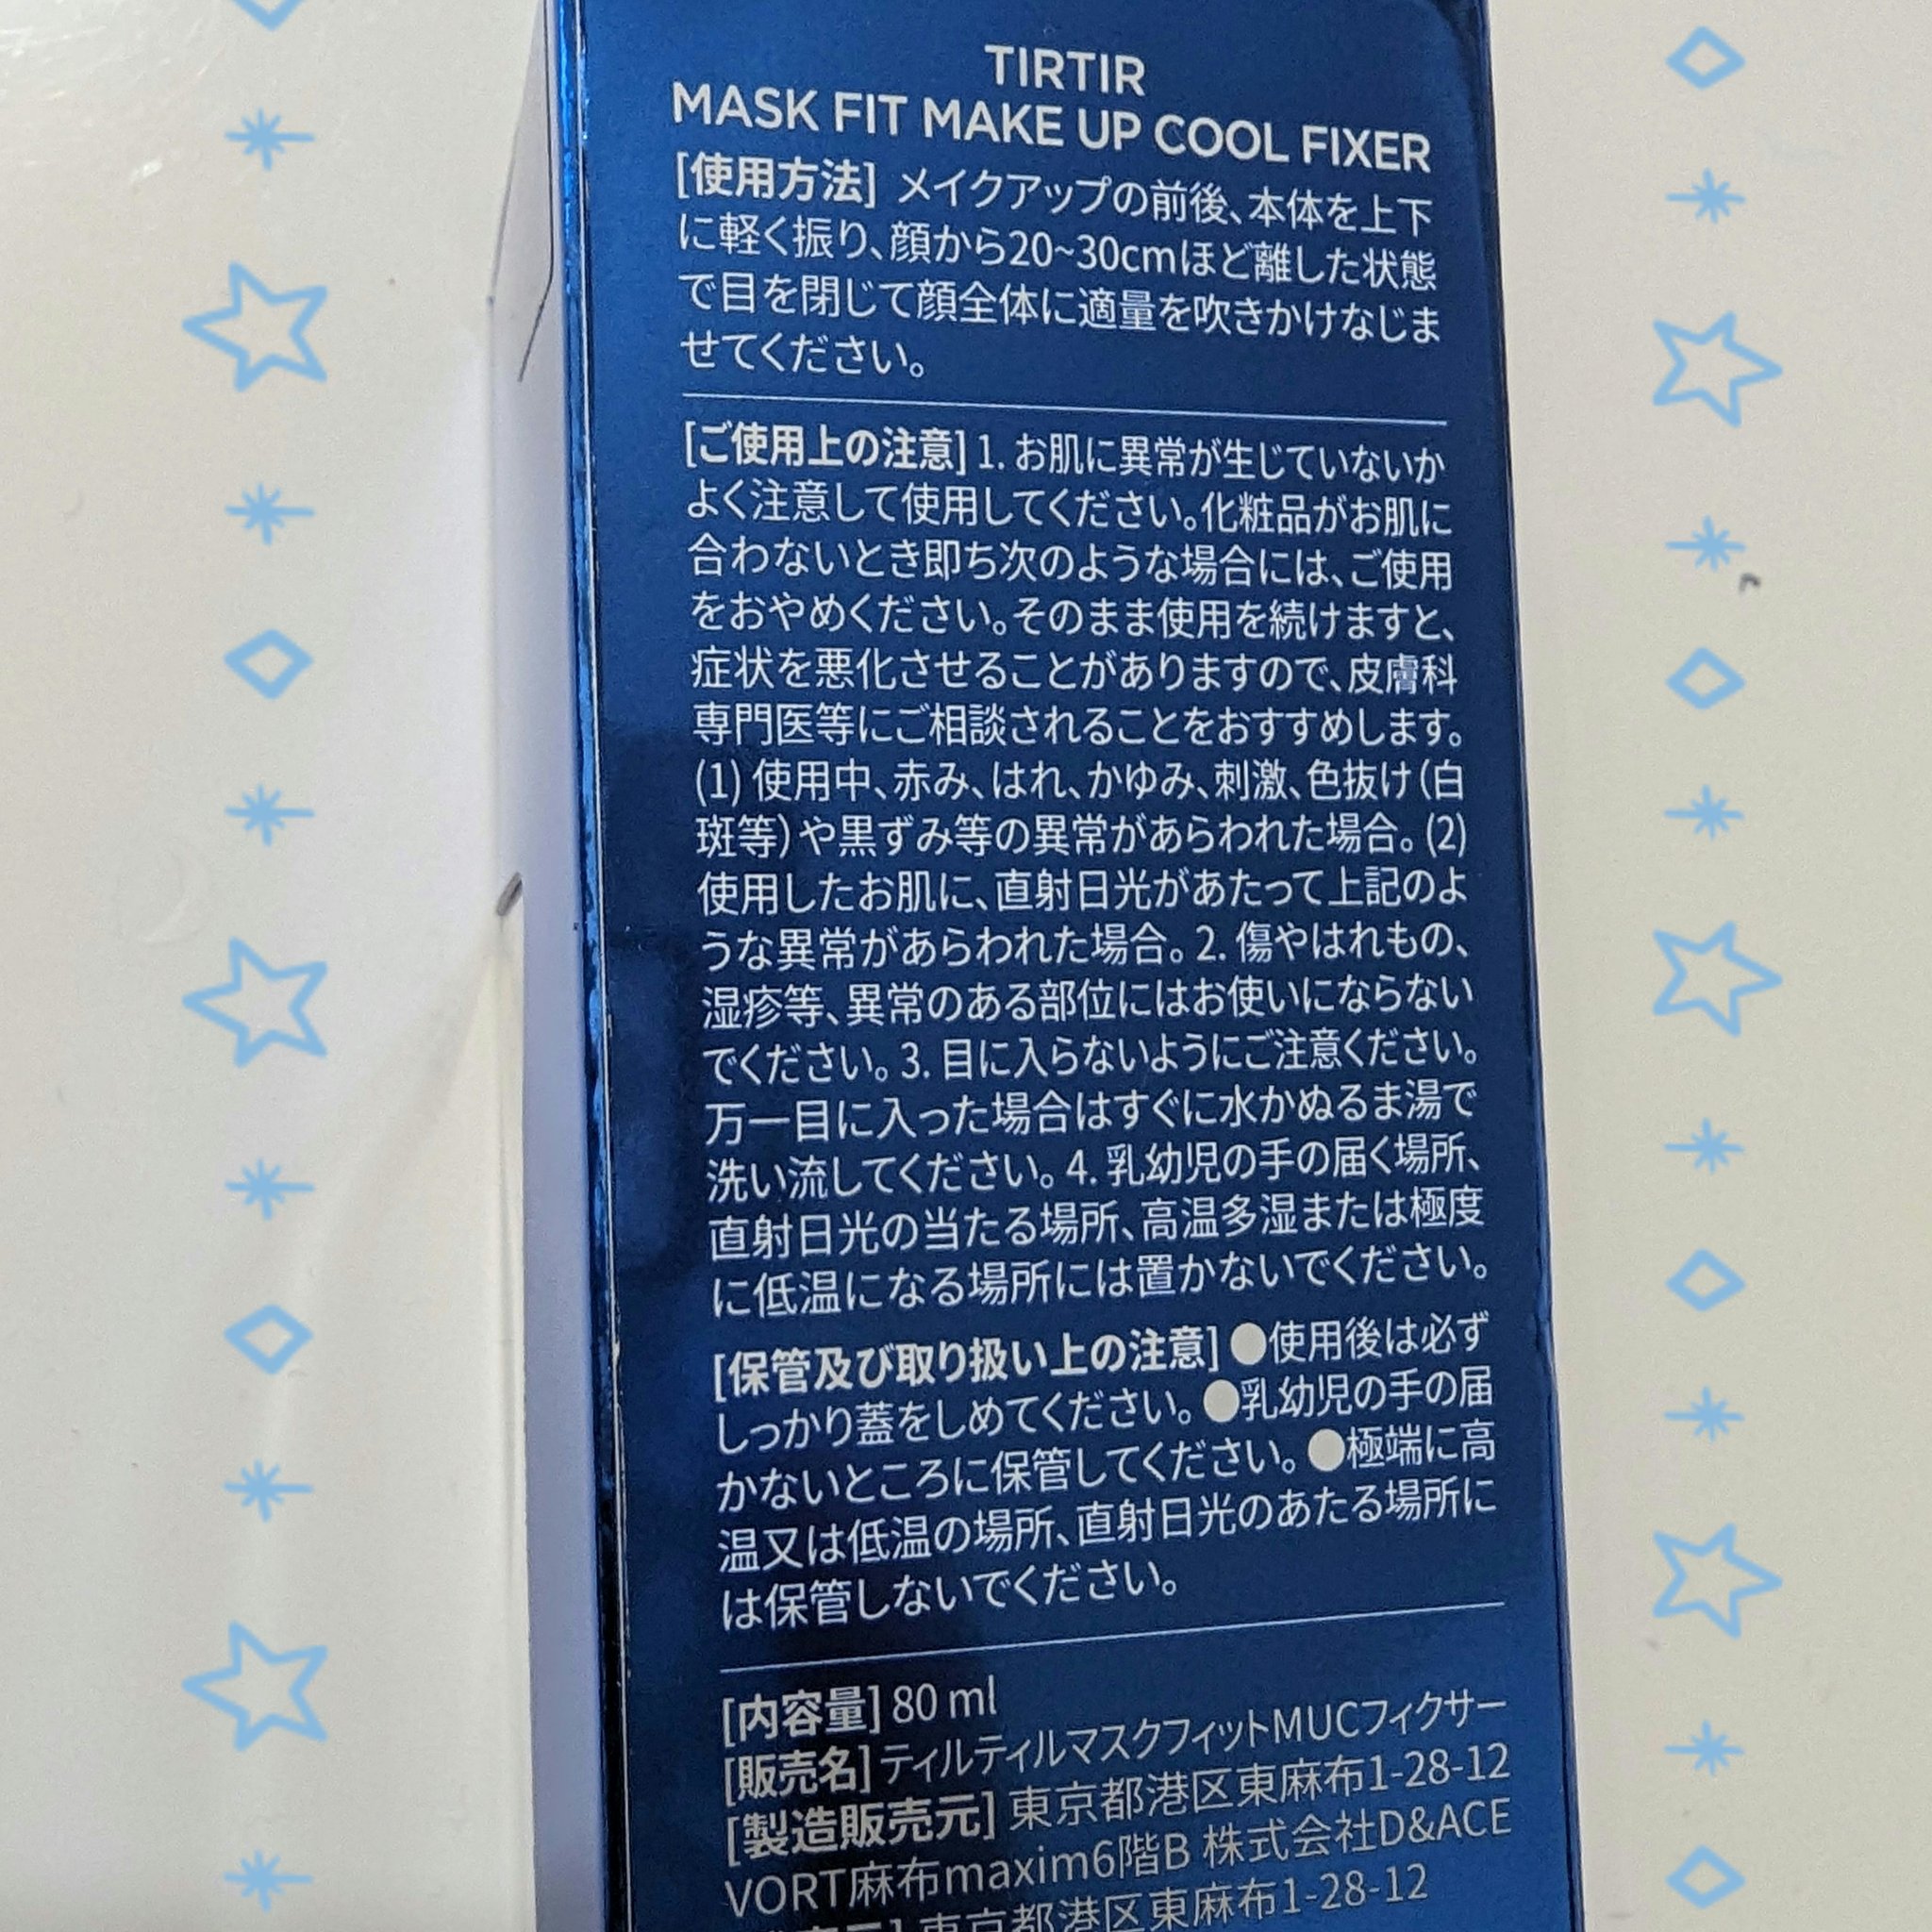 TIRTIR
MASK FIT MAKE UP COOL FIXER
[使用方法] メイクアップの前後、本体を上下
に軽く振り、顔から20~30cmほど離した状態
で目を閉じて顔全体に適量を吹きかけなじま
せてください。
[ご使用上の注意] 1. お肌に異常が生じていないか
よく注意して使用してください。化粧品がお肌に
合わないとき即ち次のような場合には、ご使用
をおやめください。そのまま使用を続けますと、
症状を悪化させることがありますので、皮膚科
専門医等にご相談されることをおすすめします。
(1) 使用中、赤み、はれ、かゆみ、刺激、色抜け(白
斑等)や黒ずみ等の異常があらわれた場合。(2)
使用したお肌に、直射日光があたって上記のよ
うな異常があらわれた場合。2. 傷やはれもの、
湿疹等、異常のある部位にはお使いにならない
でください。3. 目に入らないようにご注意ください。
万一目に入った場合はすぐに水かぬるま湯で
洗い流してください。4. 乳幼児の手の届く場所、
直射日光の当たる場所、高温多湿または極度
に低温になる場所には置かないでください。
[保管及び取り扱い上の注意] ●使用後は必ず
しっかり蓋をしめてください。●乳幼児の手の届
かないところに保管してください。●極端に高
温又は低温の場所、直射日光のあたる場所に
は保管しないでください。
[内容量] 80 ml
[販売名] ティルティルマスクフィットMUCフィクサー
[製造販売元] 東京都港区東麻布1-28-12
VORT麻布maxim6階B 株式会社D&ACE
東京都港区東麻布1-28-12